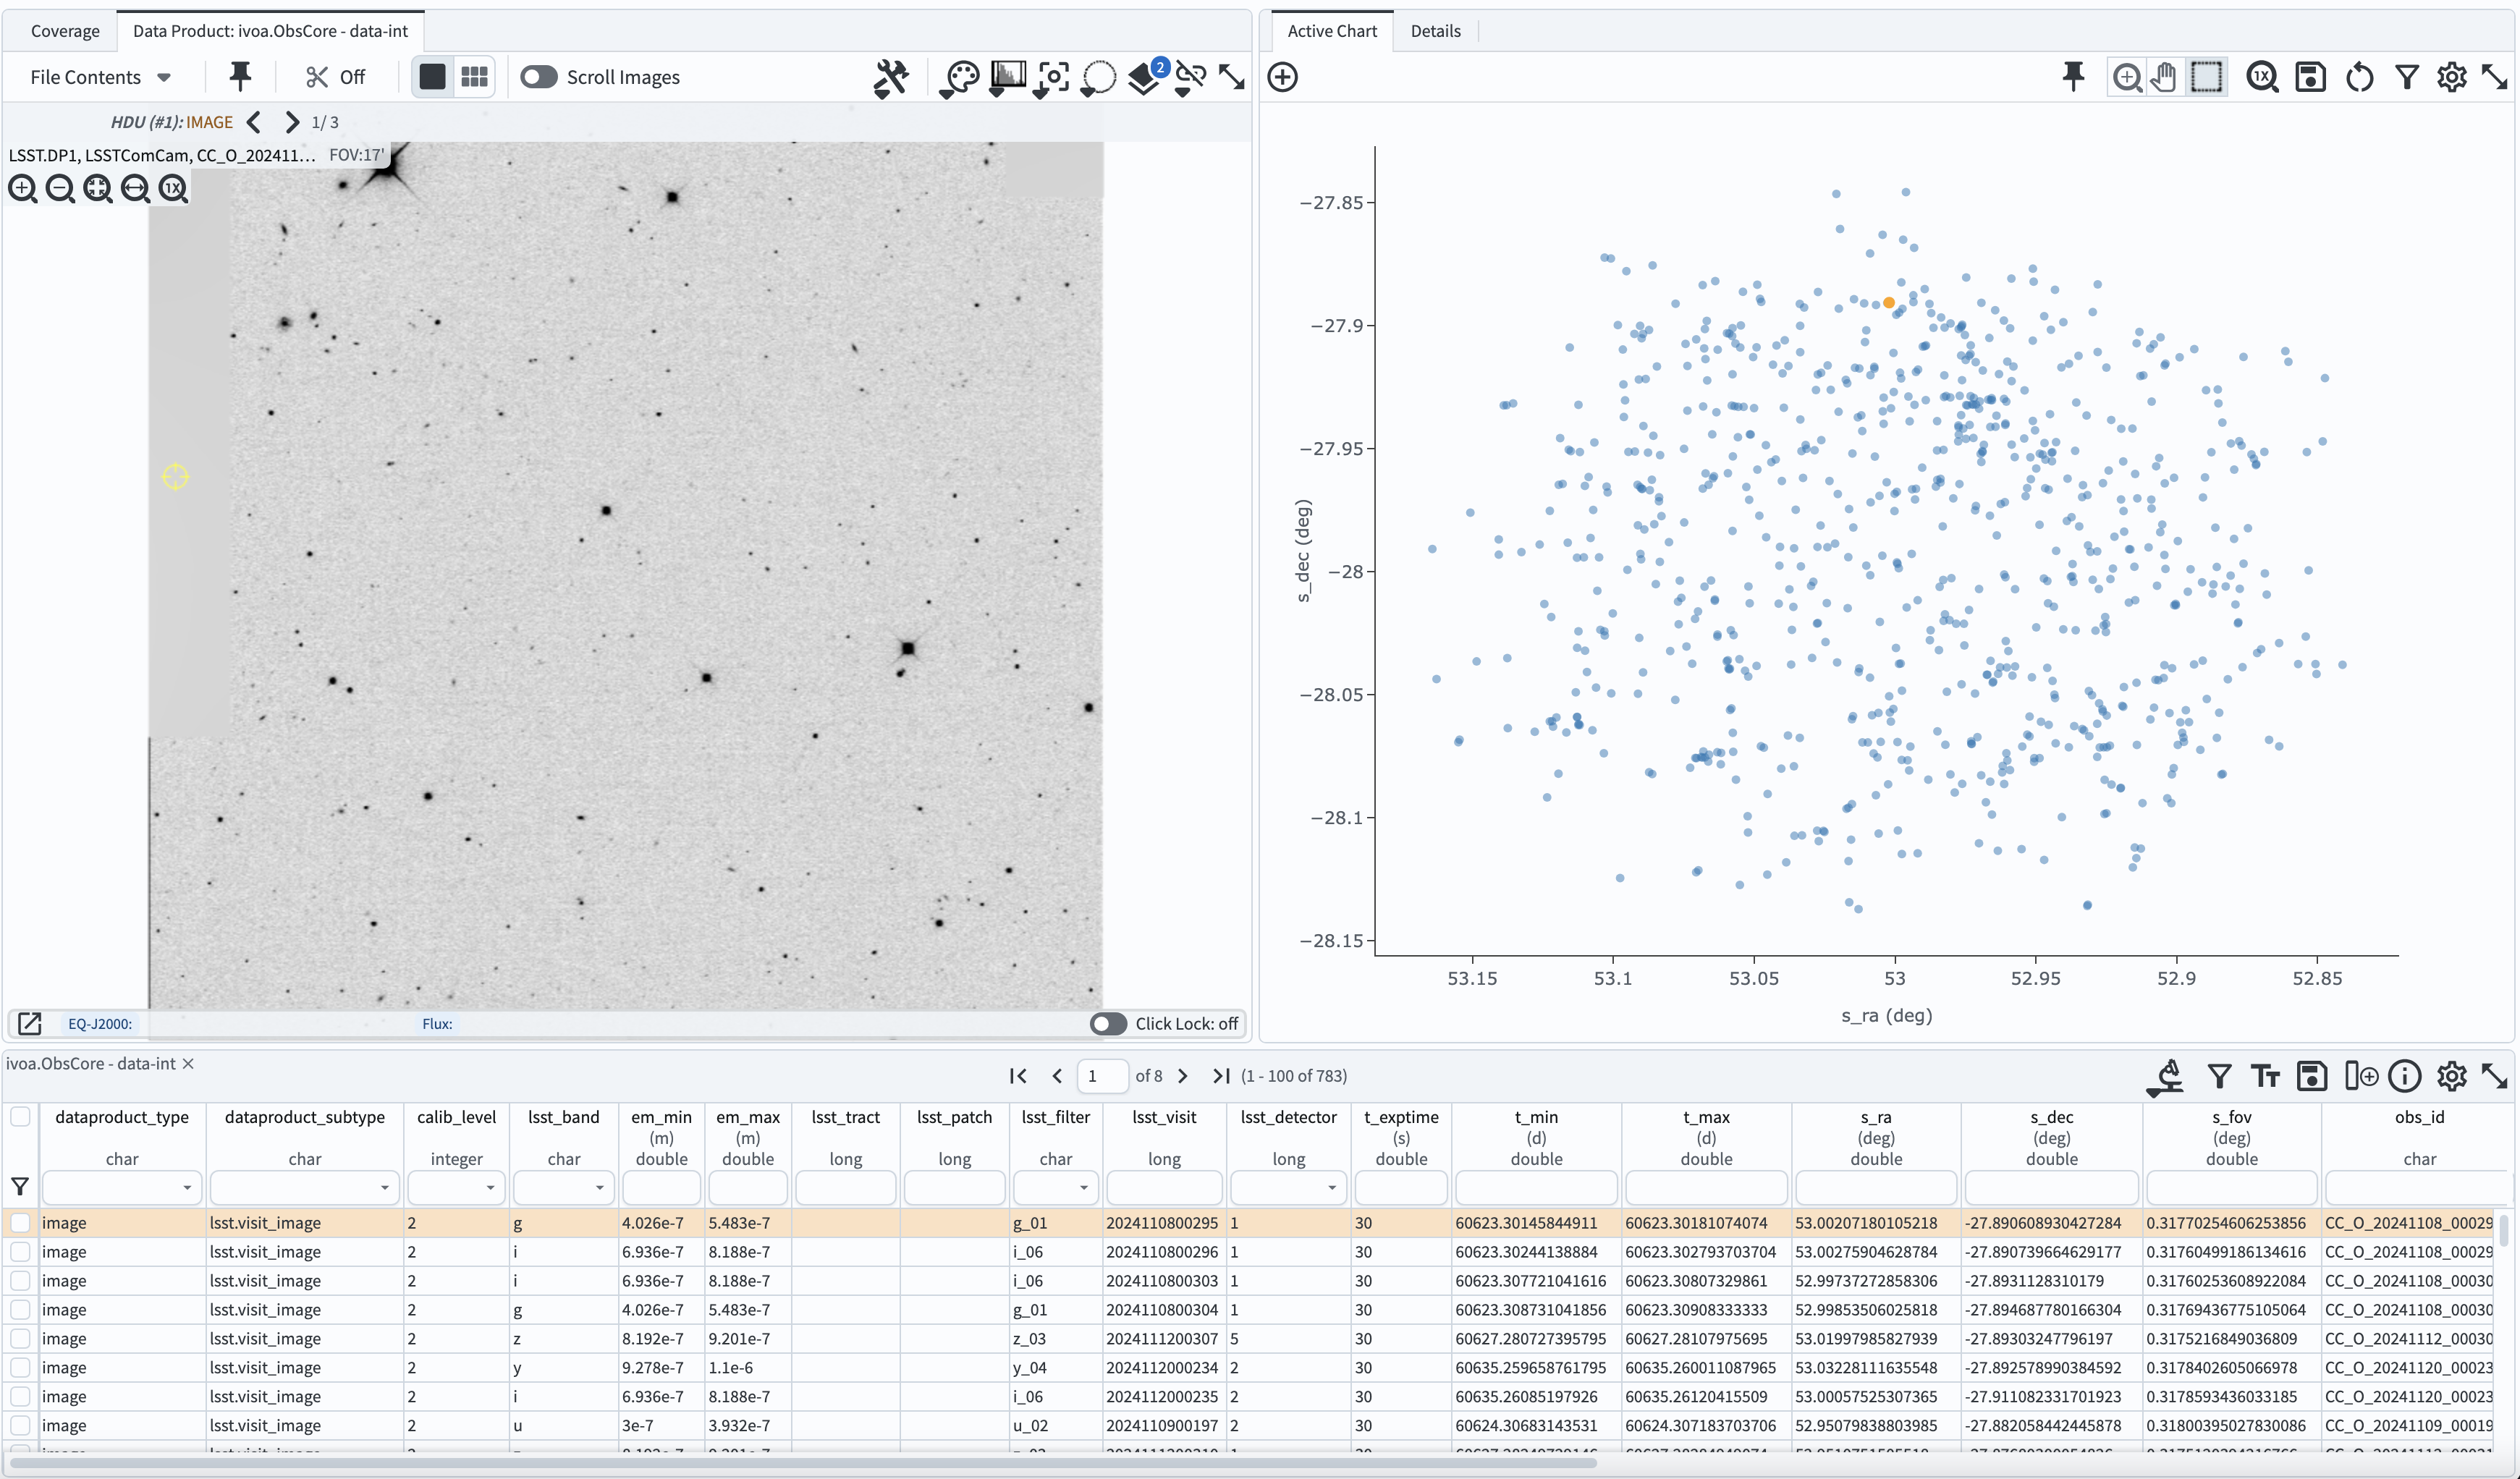 Coverage
Data Product: ivoa.ObsCore - data-int
File Contents
Off
Scroll Images
2
HDU (#1): IMAGE 1/ 3
LSST.DP1, LSSTComCam, CC_O_202411... FOV:17'
1X
EQ-J2000: Flux: Click Lock: off
Active Chart
Details
1X
−27.85
−27.9
−27.95
−28
−28.05
−28.1
−28.15
s_dec (deg)
53.15 53.1 53.05 53 52.95 52.9 52.85
s_ra (deg)
ivoa.ObsCore - data-int ×
1 of 8 (1 - 100 of 783)
dataproduct_type dataproduct_subtype calib_level lsst_band em_min em_max lsst_tract lsst_patch lsst_filter lsst_visit lsst_detector t_exptime t_min t_max s_ra s_dec s_fov obs_id
(m) (m) (s) (d) (d) (deg) (deg) (deg)
char char integer char double double long long char long long double double double double double double char
image lsst.visit_image 2 g 4.026e-7 5.483e-7 g_01 2024110800295 1 30 60623.30145844911 60623.30181074074 53.00207180105218 -27.890608930427284 0.31770254606253856 CC_O_20241108_00029
image lsst.visit_image 2 i 6.936e-7 8.188e-7 i_06 2024110800296 1 30 60623.30244138884 60623.302793703704 53.00275904628784 -27.890739664629177 0.31760499186134616 CC_O_20241108_00029
image lsst.visit_image 2 i 6.936e-7 8.188e-7 i_06 2024110800303 1 30 60623.307721041616 60623.30807329861 52.99737272858306 -27.8931128310179 0.31760253608922084 CC_O_20241108_00030
image lsst.visit_image 2 g 4.026e-7 5.483e-7 g_01 2024110800304 1 30 60623.308731041856 60623.30908333333 52.99853506025818 -27.894687780166304 0.31769436775105064 CC_O_20241108_00030
image lsst.visit_image 2 z 8.192e-7 9.201e-7 z_03 2024111200307 5 30 60627.280727395795 60627.28107975695 53.01997985827939 -27.89303247796197 0.3175216849036809 CC_O_20241112_00030
image lsst.visit_image 2 y 9.278e-7 1.1e-6 y_04 2024112000234 2 30 60635.259658761795 60635.260011087965 53.03228111635548 -27.892578990384592 0.3178402605066978 CC_O_20241120_00023
image lsst.visit_image 2 i 6.936e-7 8.188e-7 i_06 2024112000235 2 30 60635.26085197926 60635.26120415509 53.00057525307365 -27.911082331701923 0.3178593436033185 CC_O_20241120_00023
image lsst.visit_image 2 u 3e-7 3.932e-7 u_02 2024110900197 2 30 60624.30683143531 60624.307183703706 52.95079838803985 -27.882058442445878 0.31800395027830086 CC_O_20241109_00019